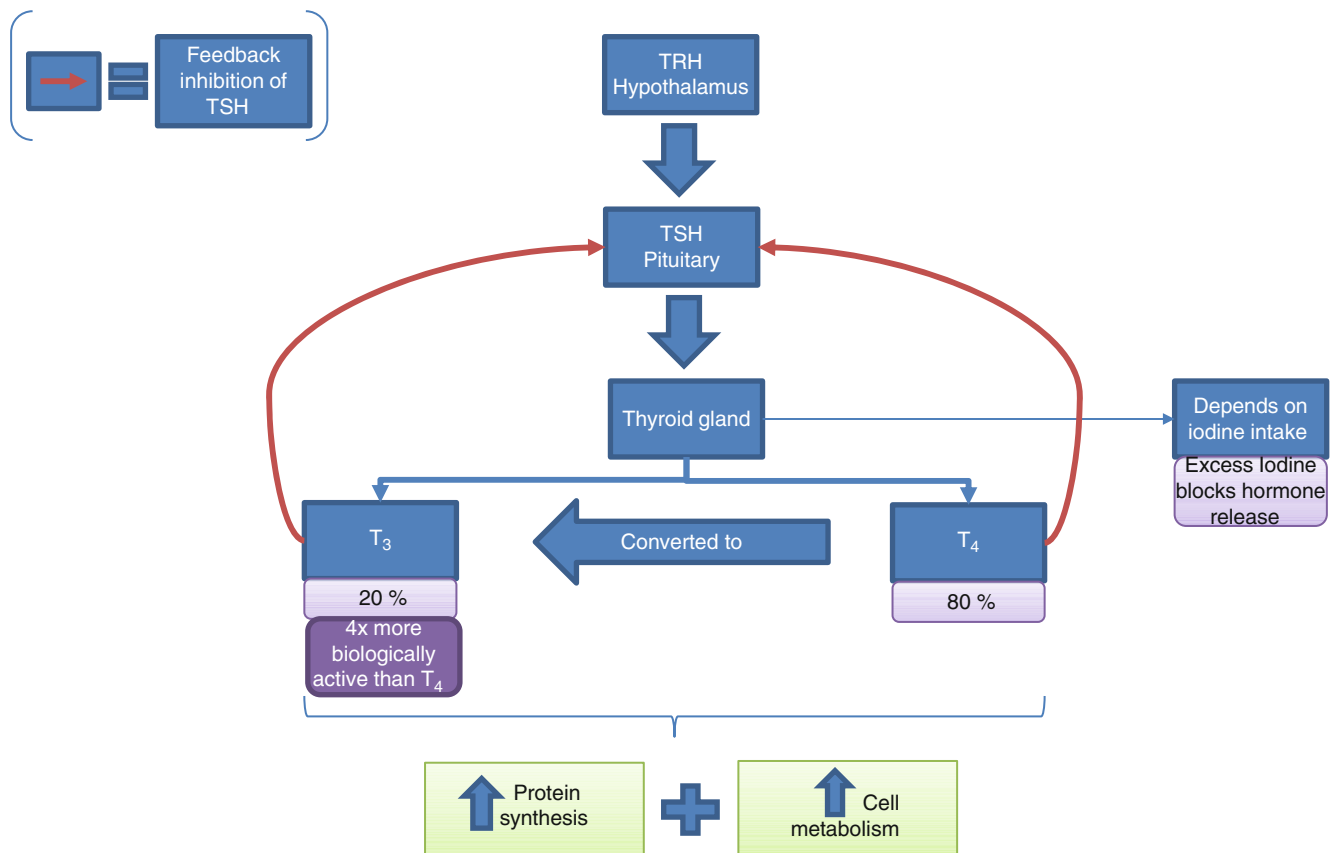 Feedback
inhibition of
TSH
TRH
Hypothalamus
TSH
Pituitary
Thyroid gland
Depends on
iodine intake
Excess Iodine
blocks hormone
release
T3
Converted to
T4
20 %
80 %
4x more
biologically
active than T4
Protein
synthesis
Cell
metabolism